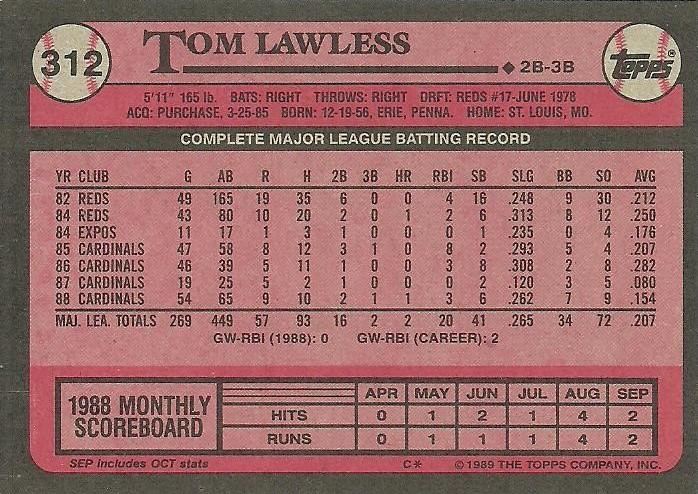 312 TOM LAWLESS
◆ 2B-3B
Topps®
5'11" 165 lb. BATS: RIGHT THROWS: RIGHT DRFT: REDS #17-JUNE 1978
ACQ: PURCHASE, 3-25-85 BORN: 12-19-56, ERIE, PENNA. HOME: ST. LOUIS, MO.
COMPLETE MAJOR LEAGUE BATTING RECORD
YR CLUB G AB R H 2B 3B HR RBI SB SLG BB SO AVG
82 REDS 49 165 19 35 6 0 0 4 16 .248 9 30 .212
84 REDS 43 80 10 20 2 0 1 2 6 .313 8 12 .250
84 EXPOS 11 17 1 3 1 0 0 0 1 .235 0 4 .176
85 CARDINALS 47 58 8 12 3 1 0 8 2 .293 5 4 .207
86 CARDINALS 46 39 5 11 1 0 0 3 8 .308 2 8 .282
87 CARDINALS 19 25 5 2 1 0 0 0 2 .120 3 5 .080
88 CARDINALS 54 65 9 10 2 1 1 3 6 .262 7 9 .154
MAJ. LEA. TOTALS 269 449 57 93 16 2 2 20 41 .265 34 72 .207
GW-RBI (1988): 0 GW-RBI (CAREER): 2
1988 MONTHLY SCOREBOARD
APR MAY JUN JUL AUG SEP
HITS 0 1 2 1 4 2
RUNS 0 1 1 1 4 2
SEP includes OCT stats C* © 1989 THE TOPPS COMPANY, INC.